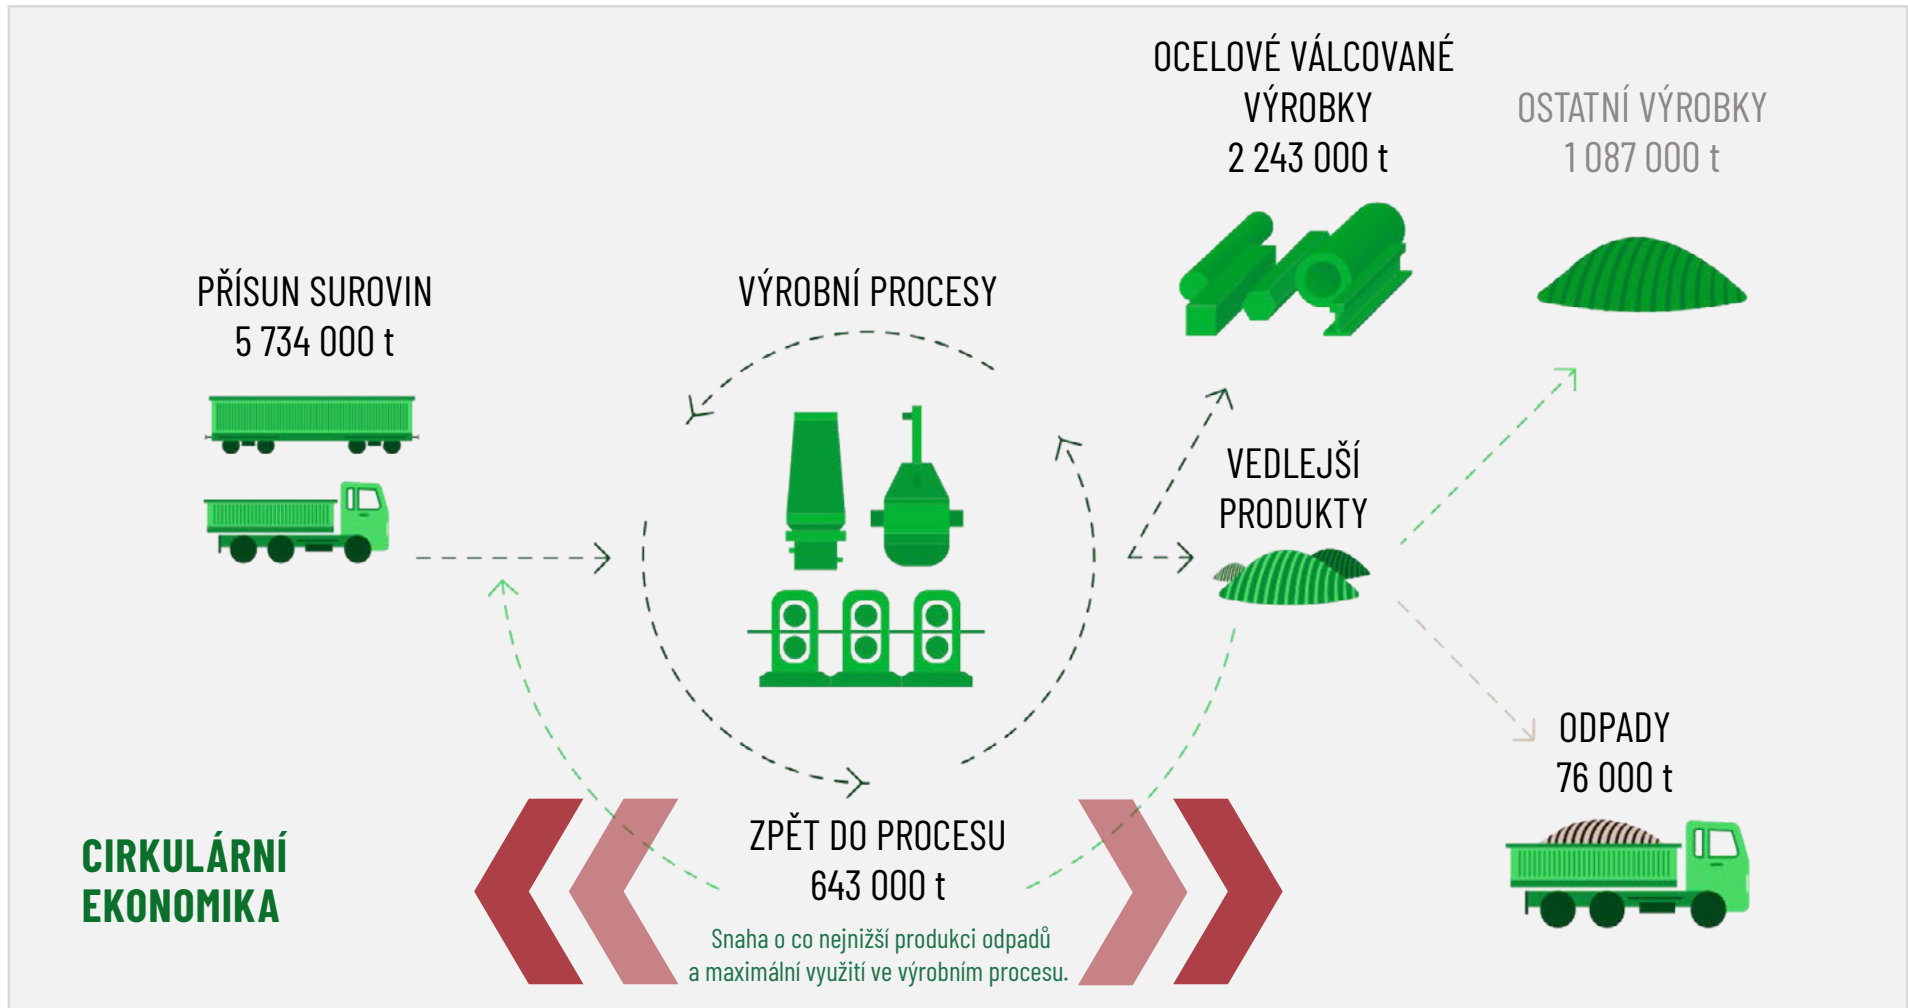 OCELOVÉ VÁLCOVANÉ
VÝROBKY
2 243 000 t
OSTATNÍ VÝROBKY
1 087 000 t
PŘÍSUN SUROVIN
5 734 000 t
VÝROBNÍ PROCESY
VEDLEJŠÍ
PRODUKTY
ODPADY
76 000 t
ZPĚT DO PROCESU
643 000 t
Snaha o co nejnižší produkci odpadů
a maximální využití ve výrobním procesu.
CIRKULÁRNÍ
EKONOMIKA